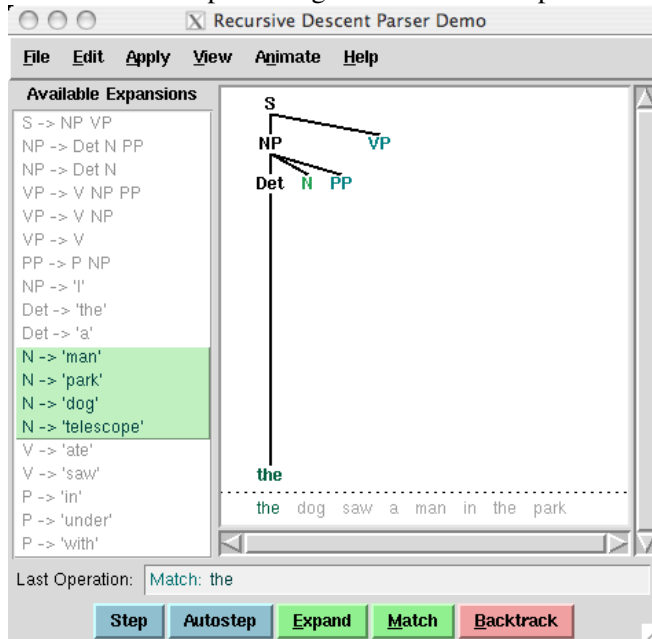 Recursive Descent Parser Demo
File Edit Apply View Animate Help
Available Expansions
S -> NP VP
NP -> Det N PP
NP -> Det N
VP -> V NP PP
VP -> V NP
VP -> V
PP -> P NP
NP -> 'I'
Det -> 'the'
Det -> 'a'
N -> 'man'
N -> 'park'
N -> 'dog'
N -> 'telescope'
V -> 'ate'
V -> 'saw'
P -> 'in'
P -> 'under'
P -> 'with'
S
NP VP
Det N PP
the
the dog saw a man in the park
Last Operation: Match: the
Step Autostep Expand Match Backtrack